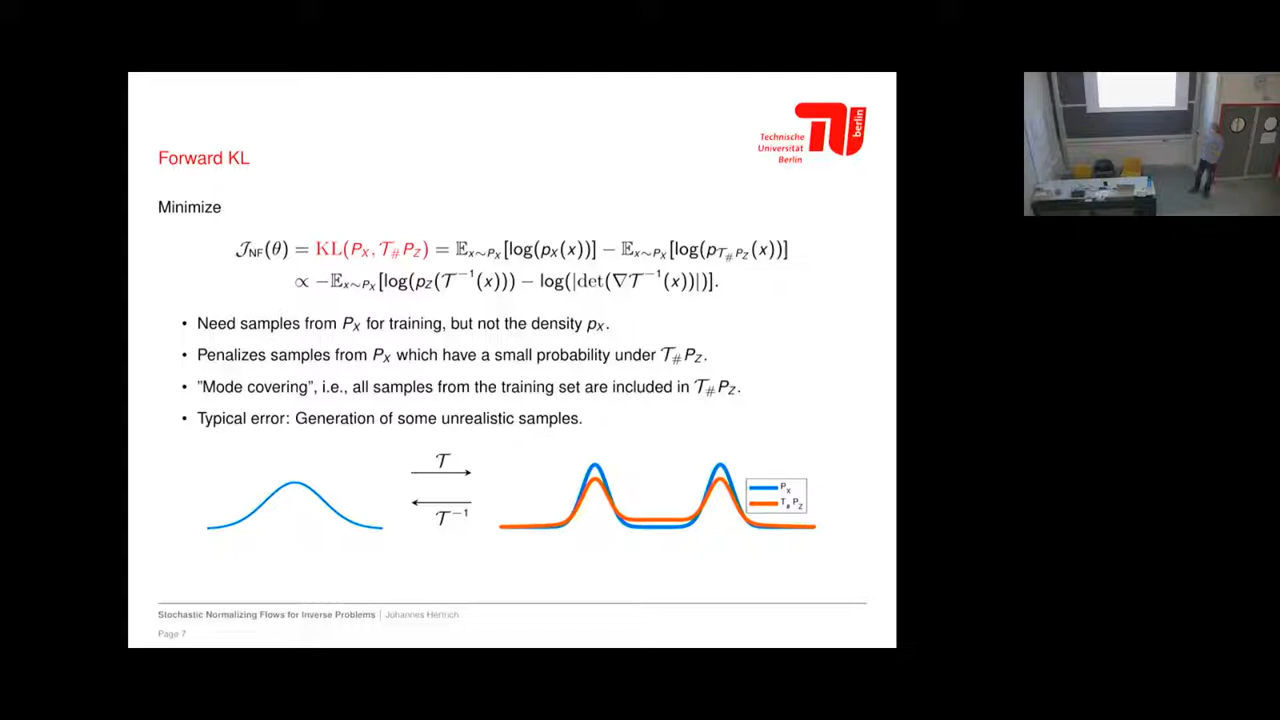 Technische
Universität
Berlin
berlin
Forward KL
Minimize
𝒥_NF(θ) = KL(P_X, 𝒯_#P_Z) = 𝔼_{x∼P_X}[log(p_X(x))] − 𝔼_{x∼P_X}[log(p_{𝒯_#P_Z}(x))]
∝ −𝔼_{x∼P_X}[log(p_Z(𝒯^{−1}(x))) − log(|det(∇𝒯^{−1}(x))|)].
• Need samples from P_X for training, but not the density p_X.
• Penalizes samples from P_X which have a small probability under 𝒯_#P_Z.
• "Mode covering", i.e., all samples from the training set are included in 𝒯_#P_Z.
• Typical error: Generation of some unrealistic samples.
𝒯
𝒯^{−1}
P_X
T_# P_Z
Stochastic Normalizing Flows for Inverse Problems | Johannes Hertrich
Page 7